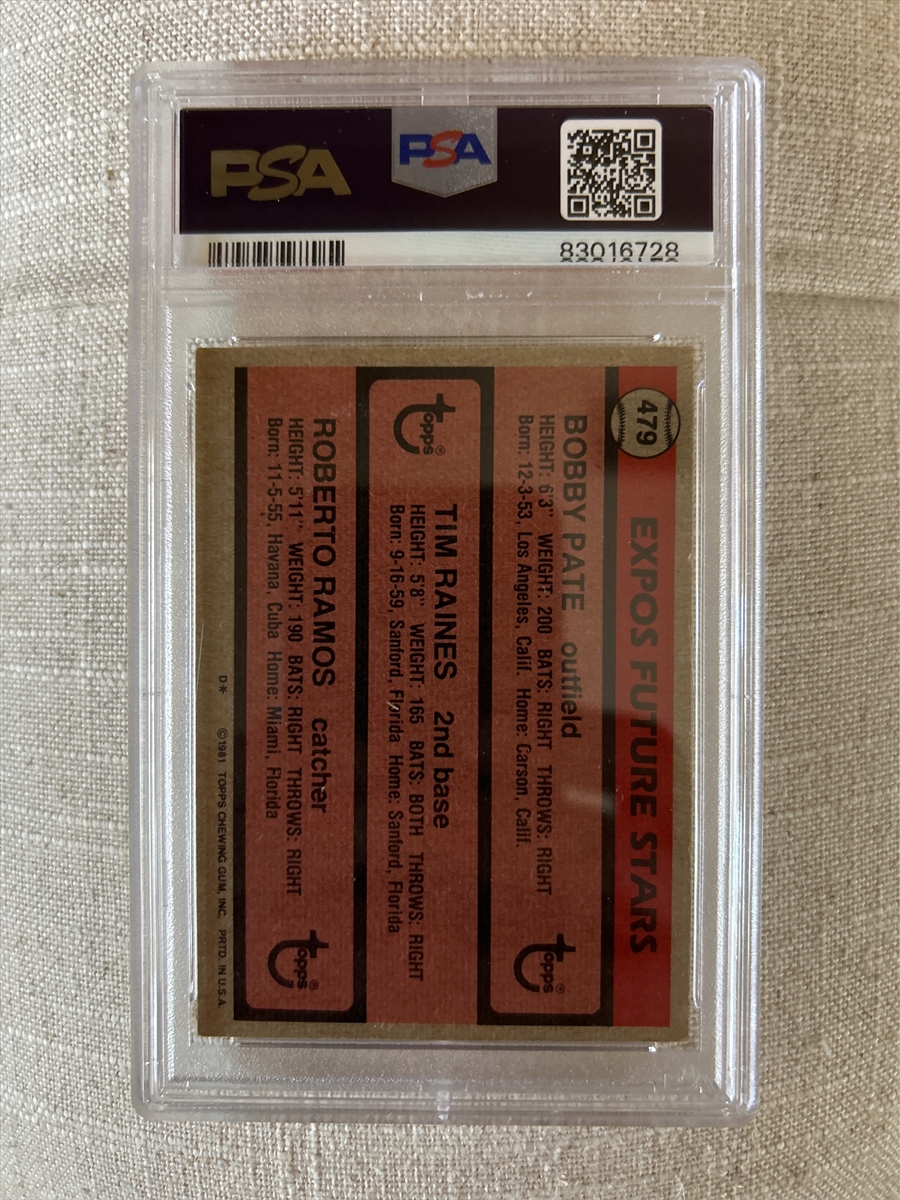 PSA
PSA
83016728
479
EXPOS FUTURE STARS
BOBBY PATE outfield
HEIGHT: 6'3" WEIGHT: 200 BATS: RIGHT THROWS: RIGHT
Born: 12-3-53, Los Angeles, Calif. Home: Carson, Calif.
Topps®
Topps®
TIM RAINES 2nd base
HEIGHT: 5'8" WEIGHT: 165 BATS: BOTH THROWS: RIGHT
Born: 9-16-59, Sanford, Florida Home: Sanford, Florida
ROBERTO RAMOS catcher
HEIGHT: 5'11" WEIGHT: 190 BATS: RIGHT THROWS: RIGHT
Born: 11-5-55, Havana, Cuba Home: Miami, Florida
Topps®
D* ©1981 TOPPS CHEWING GUM, INC. PRTD. IN U.S.A.